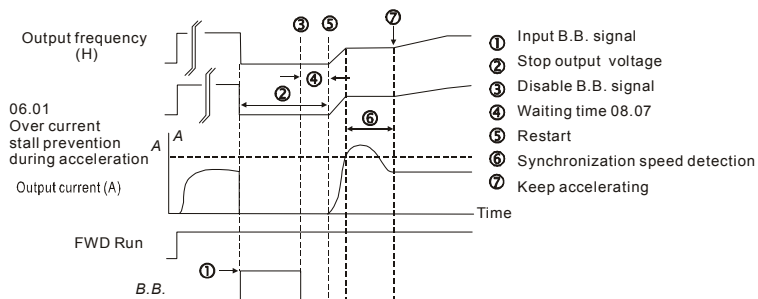 Output frequency
(H)
06.01
Over current
stall prevention
during acceleration
A
A
Output current (A)
FWD Run
B.B.
③
⑤
⑦
④
②
⑥
①
Time
① Input B.B. signal
② Stop output voltage
③ Disable B.B. signal
④ Waiting time 08.07
⑤ Restart
⑥ Synchronization speed detection
⑦ Keep accelerating